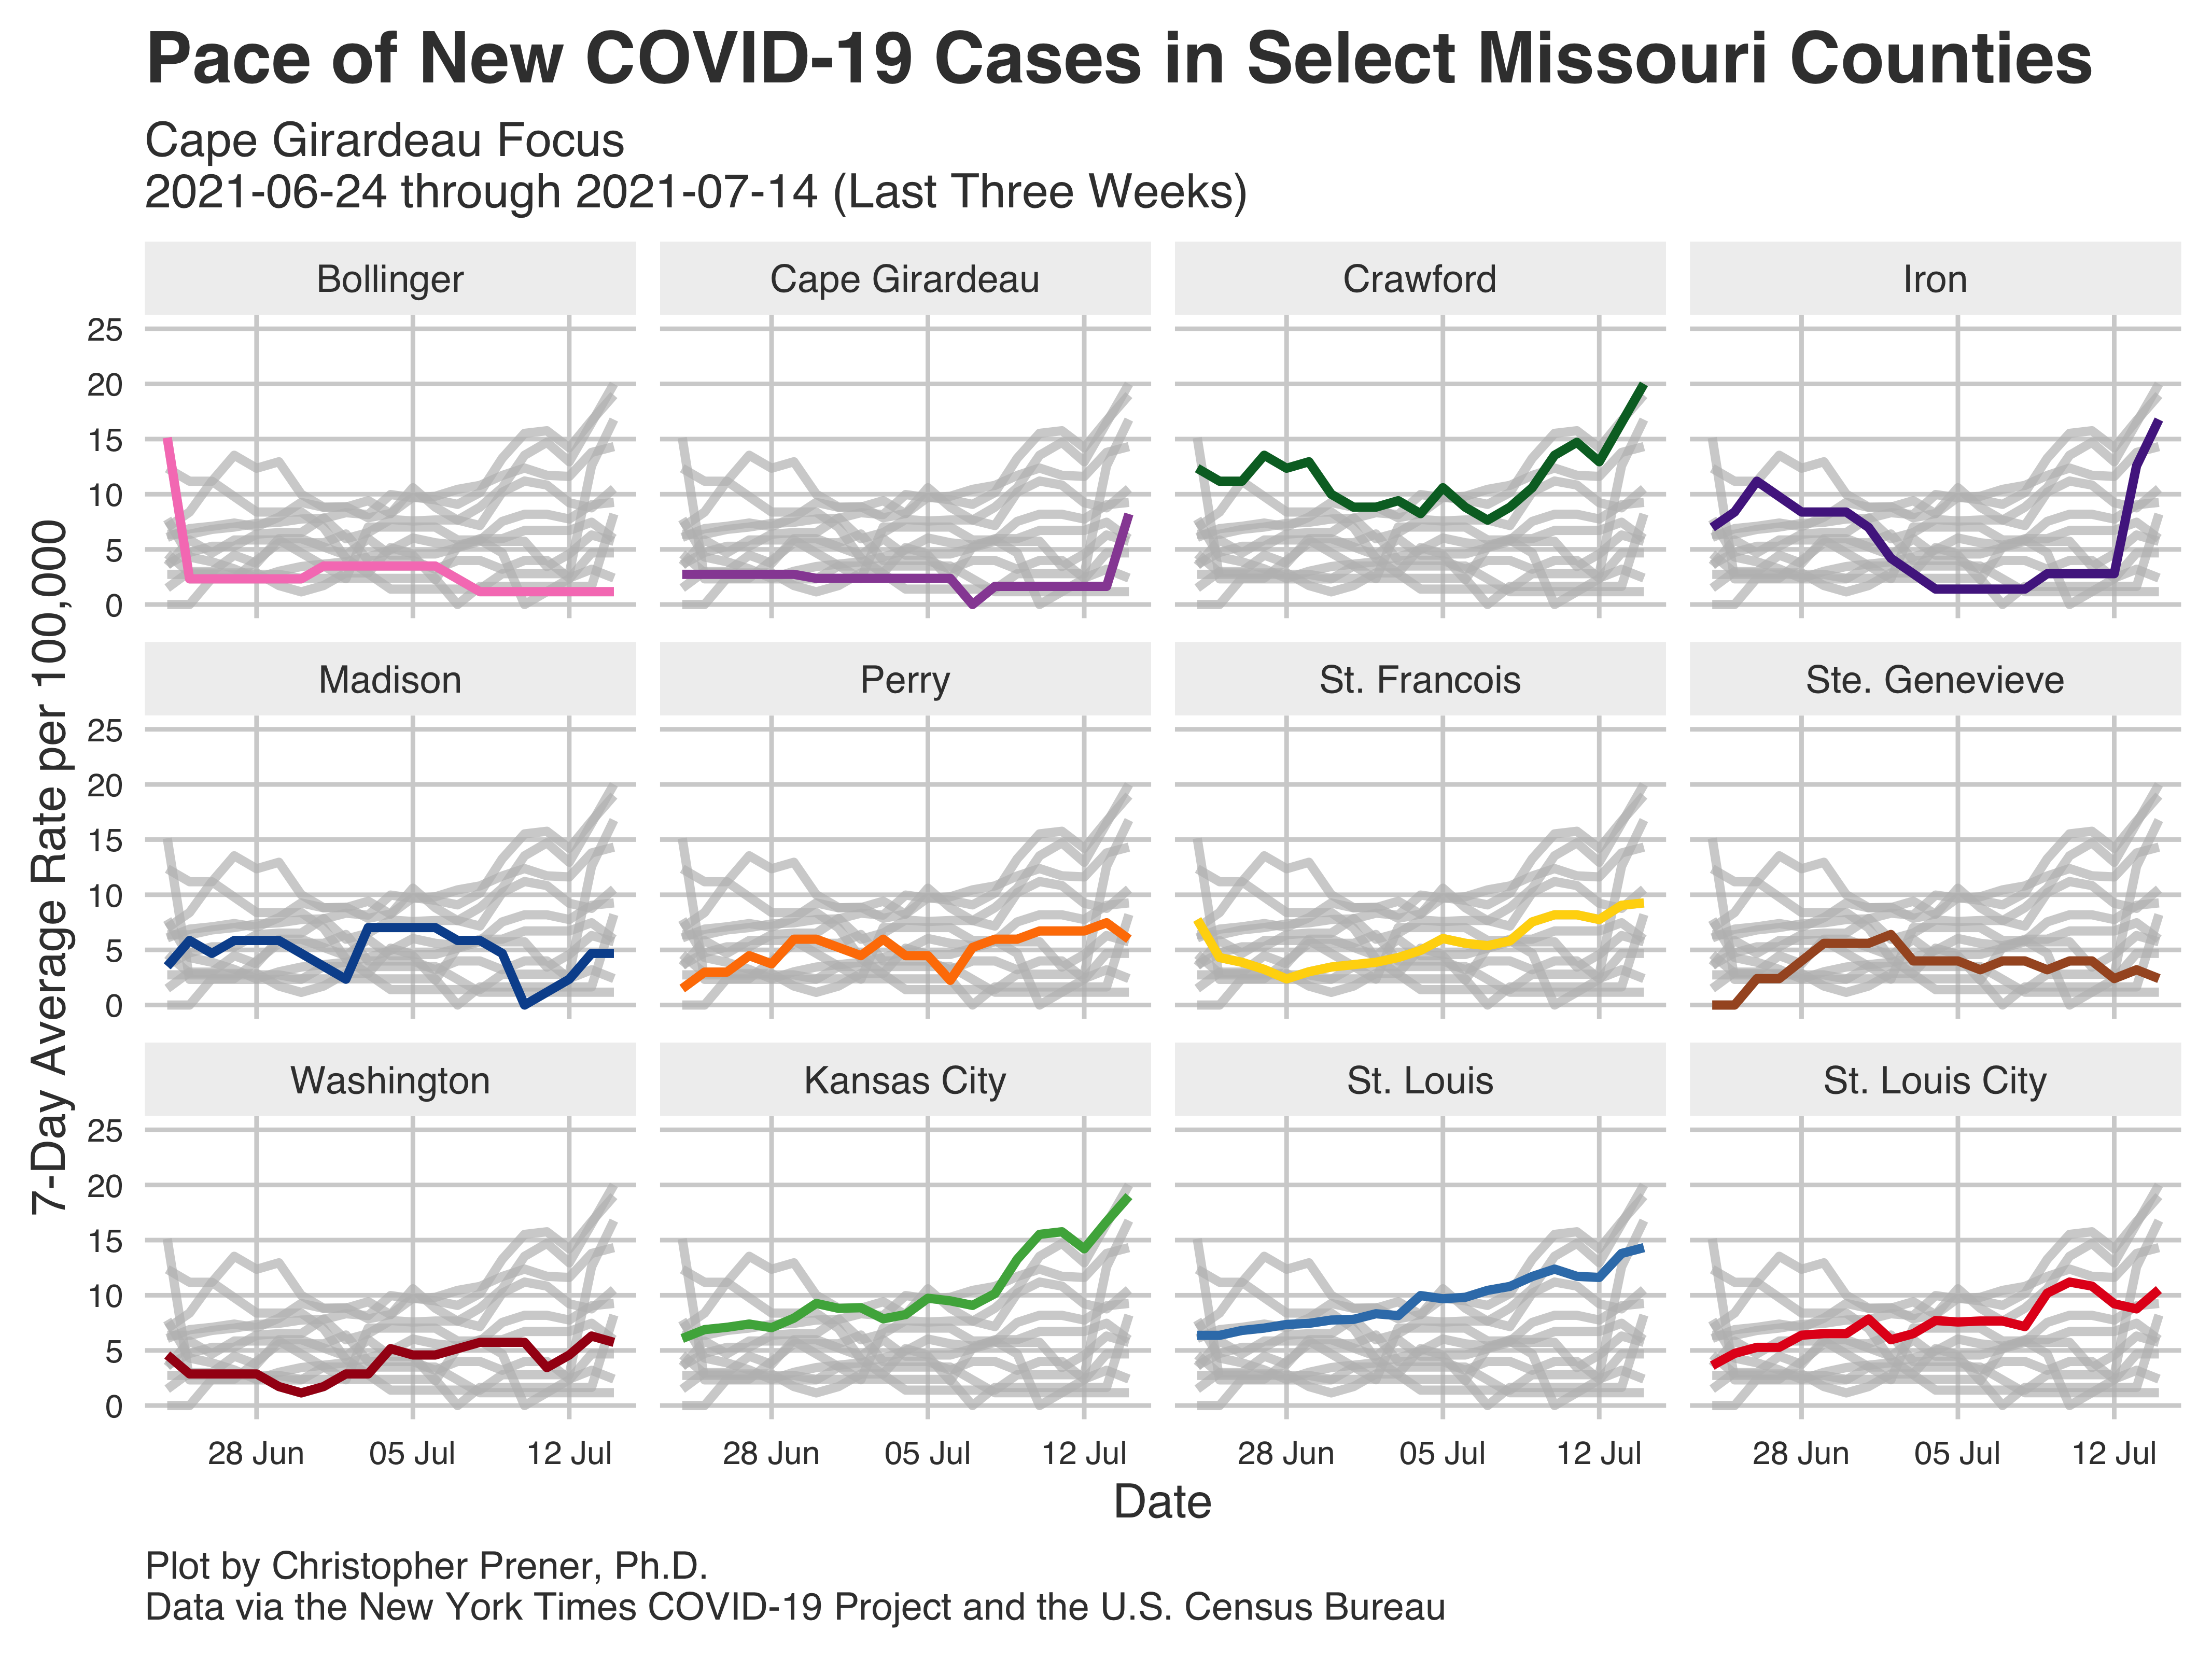 Pace of New COVID-19 Cases in Select Missouri Counties
Cape Girardeau Focus
2021-06-24 through 2021-07-14 (Last Three Weeks)
7-Day Average Rate per 100,000
Bollinger
Cape Girardeau
Crawford
Iron
25
20
15
10
5
0
Madison
Perry
St. Francois
Ste. Genevieve
25
20
15
10
5
0
Washington
Kansas City
St. Louis
St. Louis City
25
20
15
10
5
0
28 Jun 05 Jul 12 Jul
28 Jun 05 Jul 12 Jul
28 Jun 05 Jul 12 Jul
28 Jun 05 Jul 12 Jul
Date
Plot by Christopher Prener, Ph.D.
Data via the New York Times COVID-19 Project and the U.S. Census Bureau